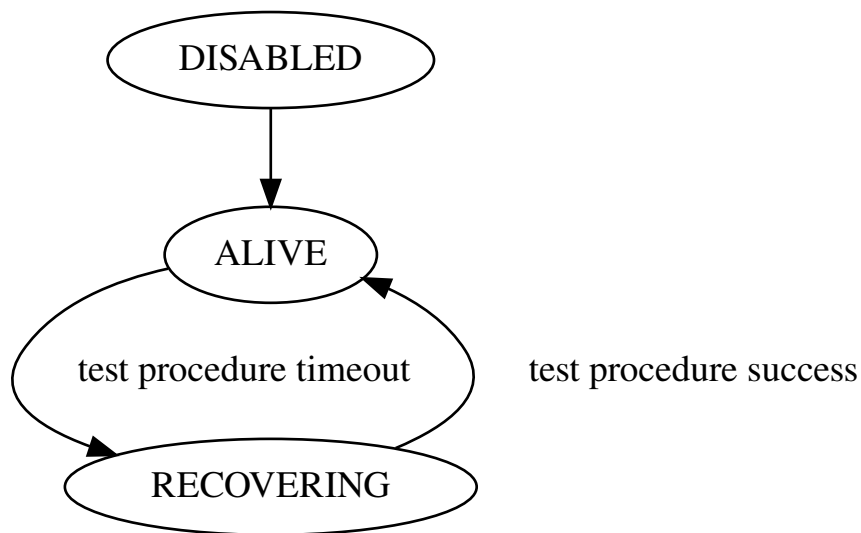 DISABLED
ALIVE
test procedure timeout
test procedure success
RECOVERING